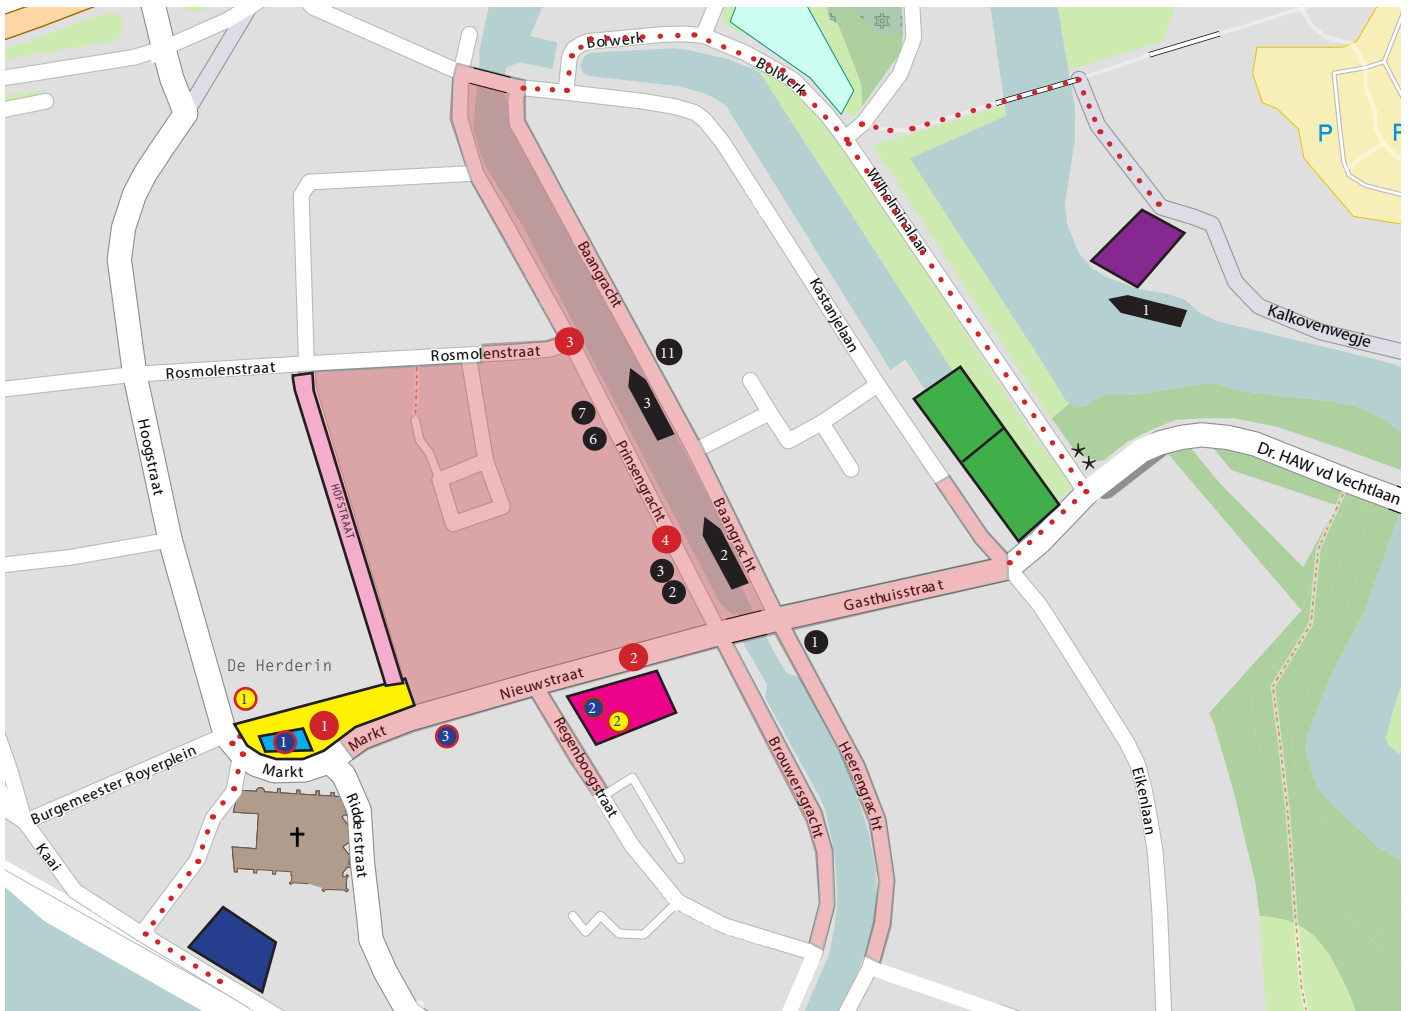 Bolwerk
Bolwerk
P
P
Wilhelminalaan
Baangracht
1
Kastanjelaan
Kalkovenwegje
3
11
Rosmolenstraat
Rosmolenstraat
3
7
6
Hoogstraat
Prinsengracht
Dr. HAW vd Vechtlaan
HOFSTRAAT
Baangracht
4
2
3
2
Gasthuisstraat
1
De Herderin
2
Nieuwstraat
1
2
2
1
1
Markt
3
Regenboogstraat
Brouwersgracht
Heerengracht
Markt
Burgemeester Royerplein
Ridderstraat
Eikenlaan
Kaai